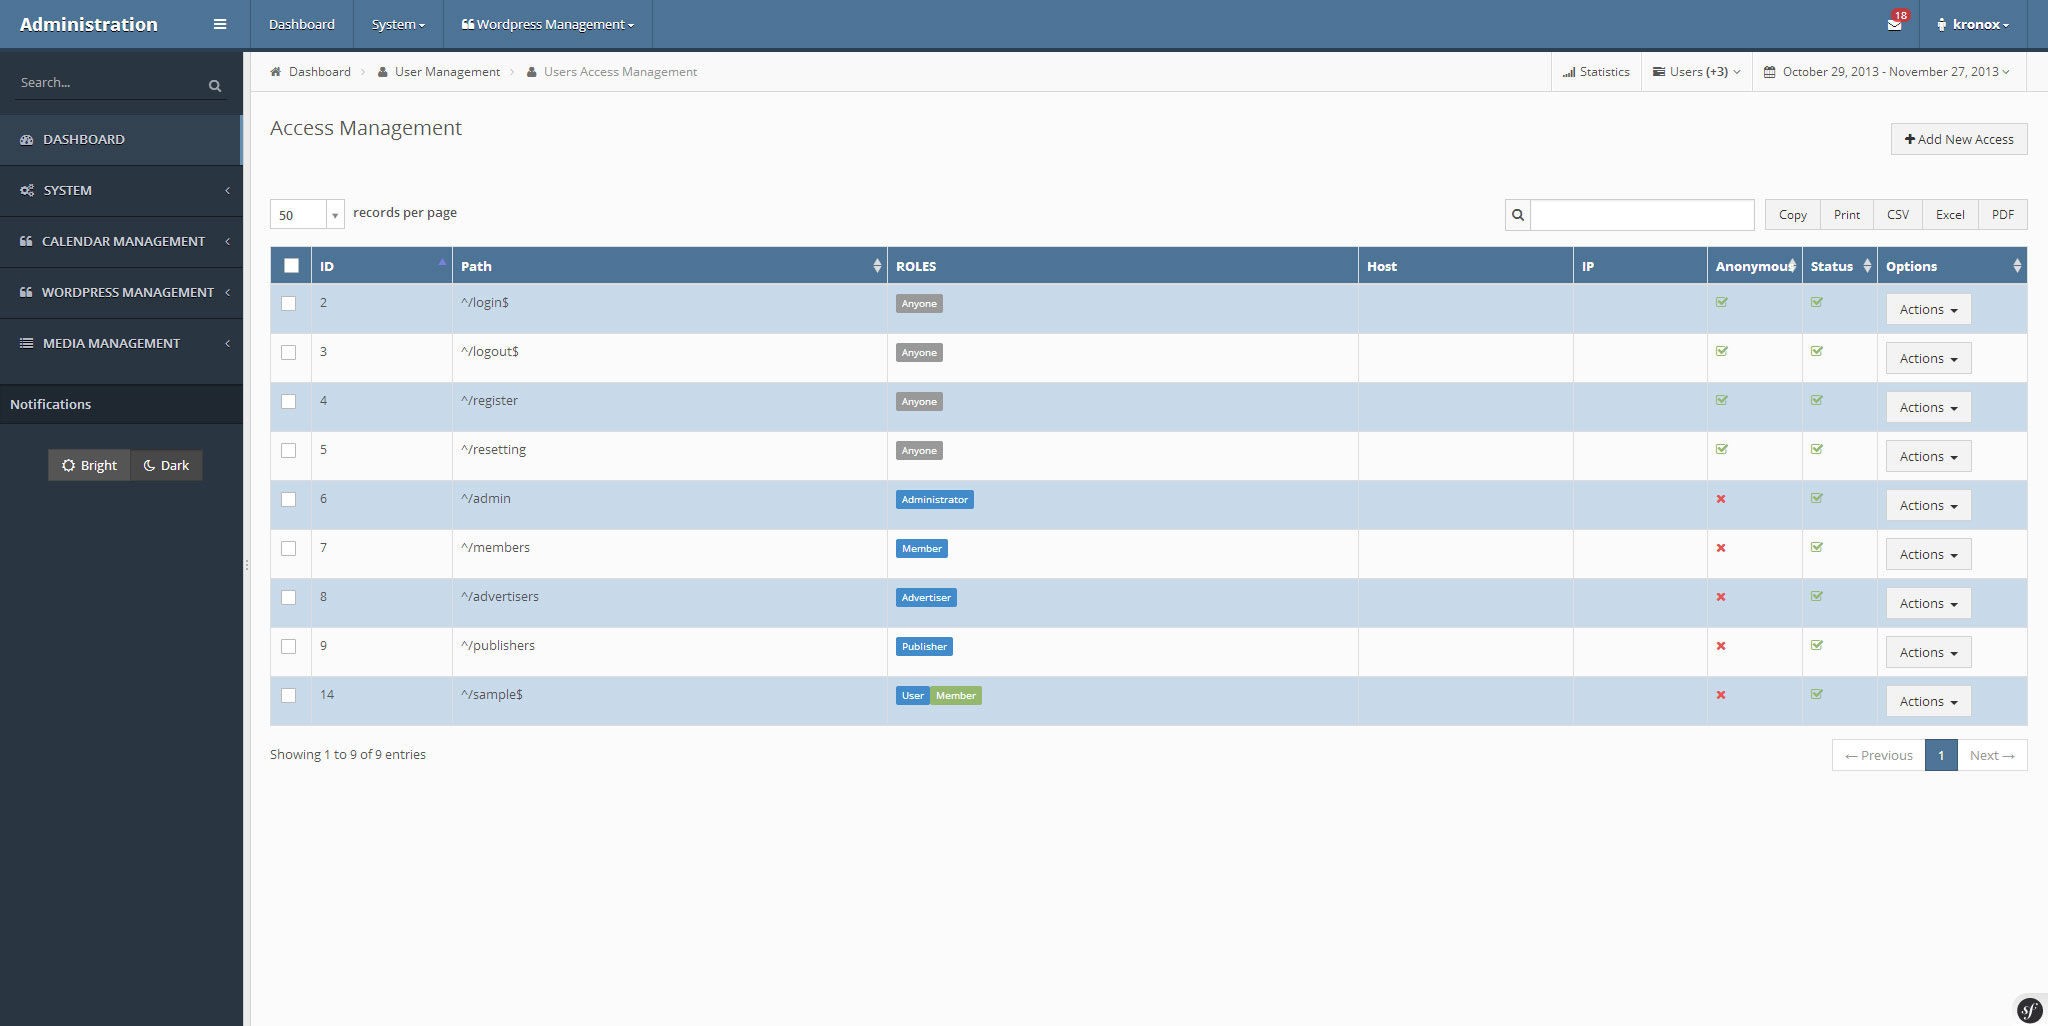 Administration Dashboard System Wordpress Management 18 kronox
Search...
Dashboard User Management Users Access Management Statistics Users (+3) October 29, 2013 - November 27, 2013
DASHBOARD
SYSTEM
CALENDAR MANAGEMENT
WORDPRESS MANAGEMENT
MEDIA MANAGEMENT
Notifications
Bright Dark
Access Management
Add New Access
50 records per page Copy Print CSV Excel PDF
ID Path ROLES Host IP Anonymous Status Options
2 ^/login$ Anyone Actions
3 ^/logout$ Anyone Actions
4 ^/register Anyone Actions
5 ^/resetting Anyone Actions
6 ^/admin Administrator Actions
7 ^/members Member Actions
8 ^/advertisers Advertiser Actions
9 ^/publishers Publisher Actions
14 ^/sample$ User Member Actions
Showing 1 to 9 of 9 entries ← Previous 1 Next →
sf